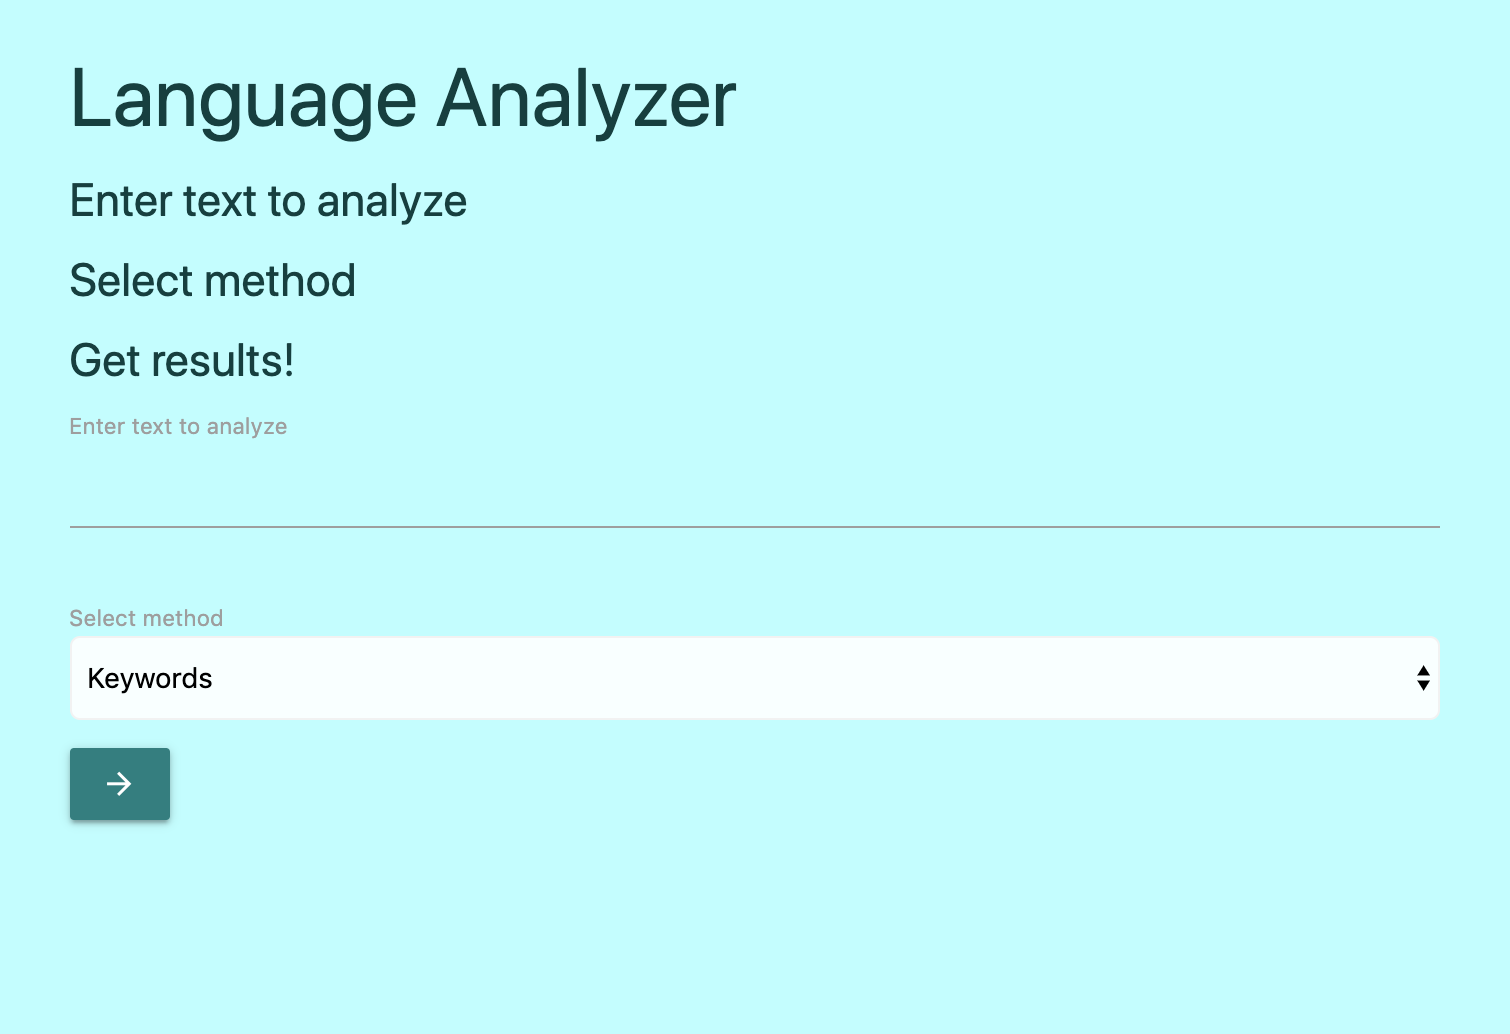 Language Analyzer
Enter text to analyze
Select method
Get results!
Enter text to analyze
Select method
Keywords